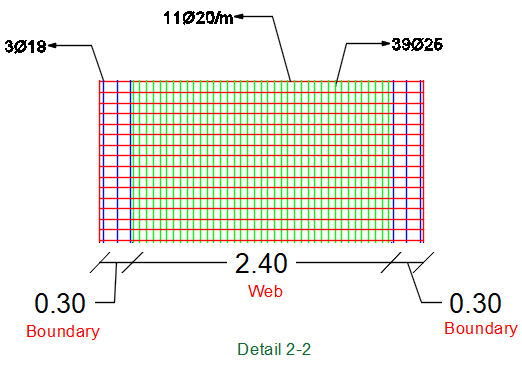 11Ø20/m
3Ø18
39Ø25
2.40
Web
0.30
Boundary
0.30
Boundary
Detail 2-2